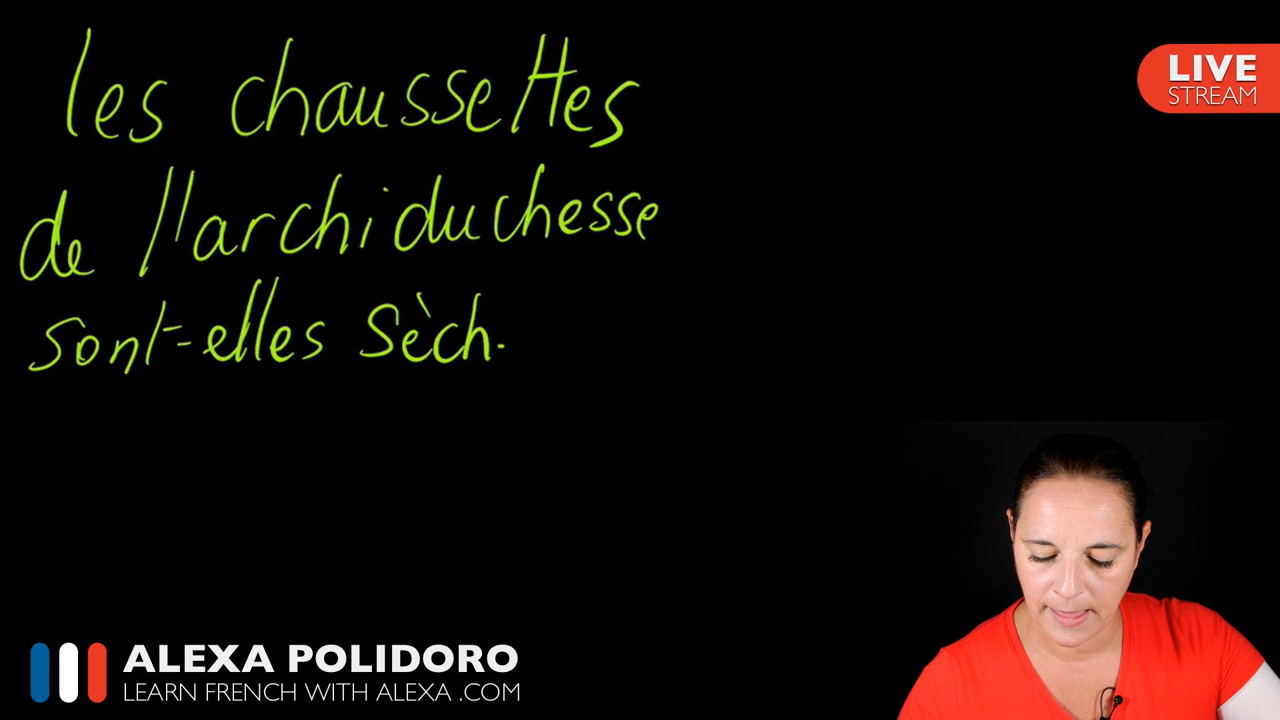 les chaussettes
de l'archiduchesse
sont-elles sèch.
LIVE
STREAM
ALEXA POLIDORO
LEARN FRENCH WITH ALEXA .COM